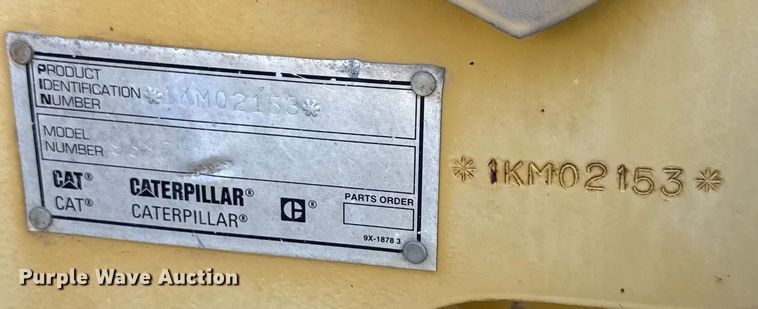 PRODUCT
IDENTIFICATION
NUMBER *1KM02153*
MODEL
NUMBER
CAT® CATERPILLAR® C®
CAT® CATERPILLAR®
PARTS ORDER
9X-1878 3
*1KM02153*
Purple Wave Auction